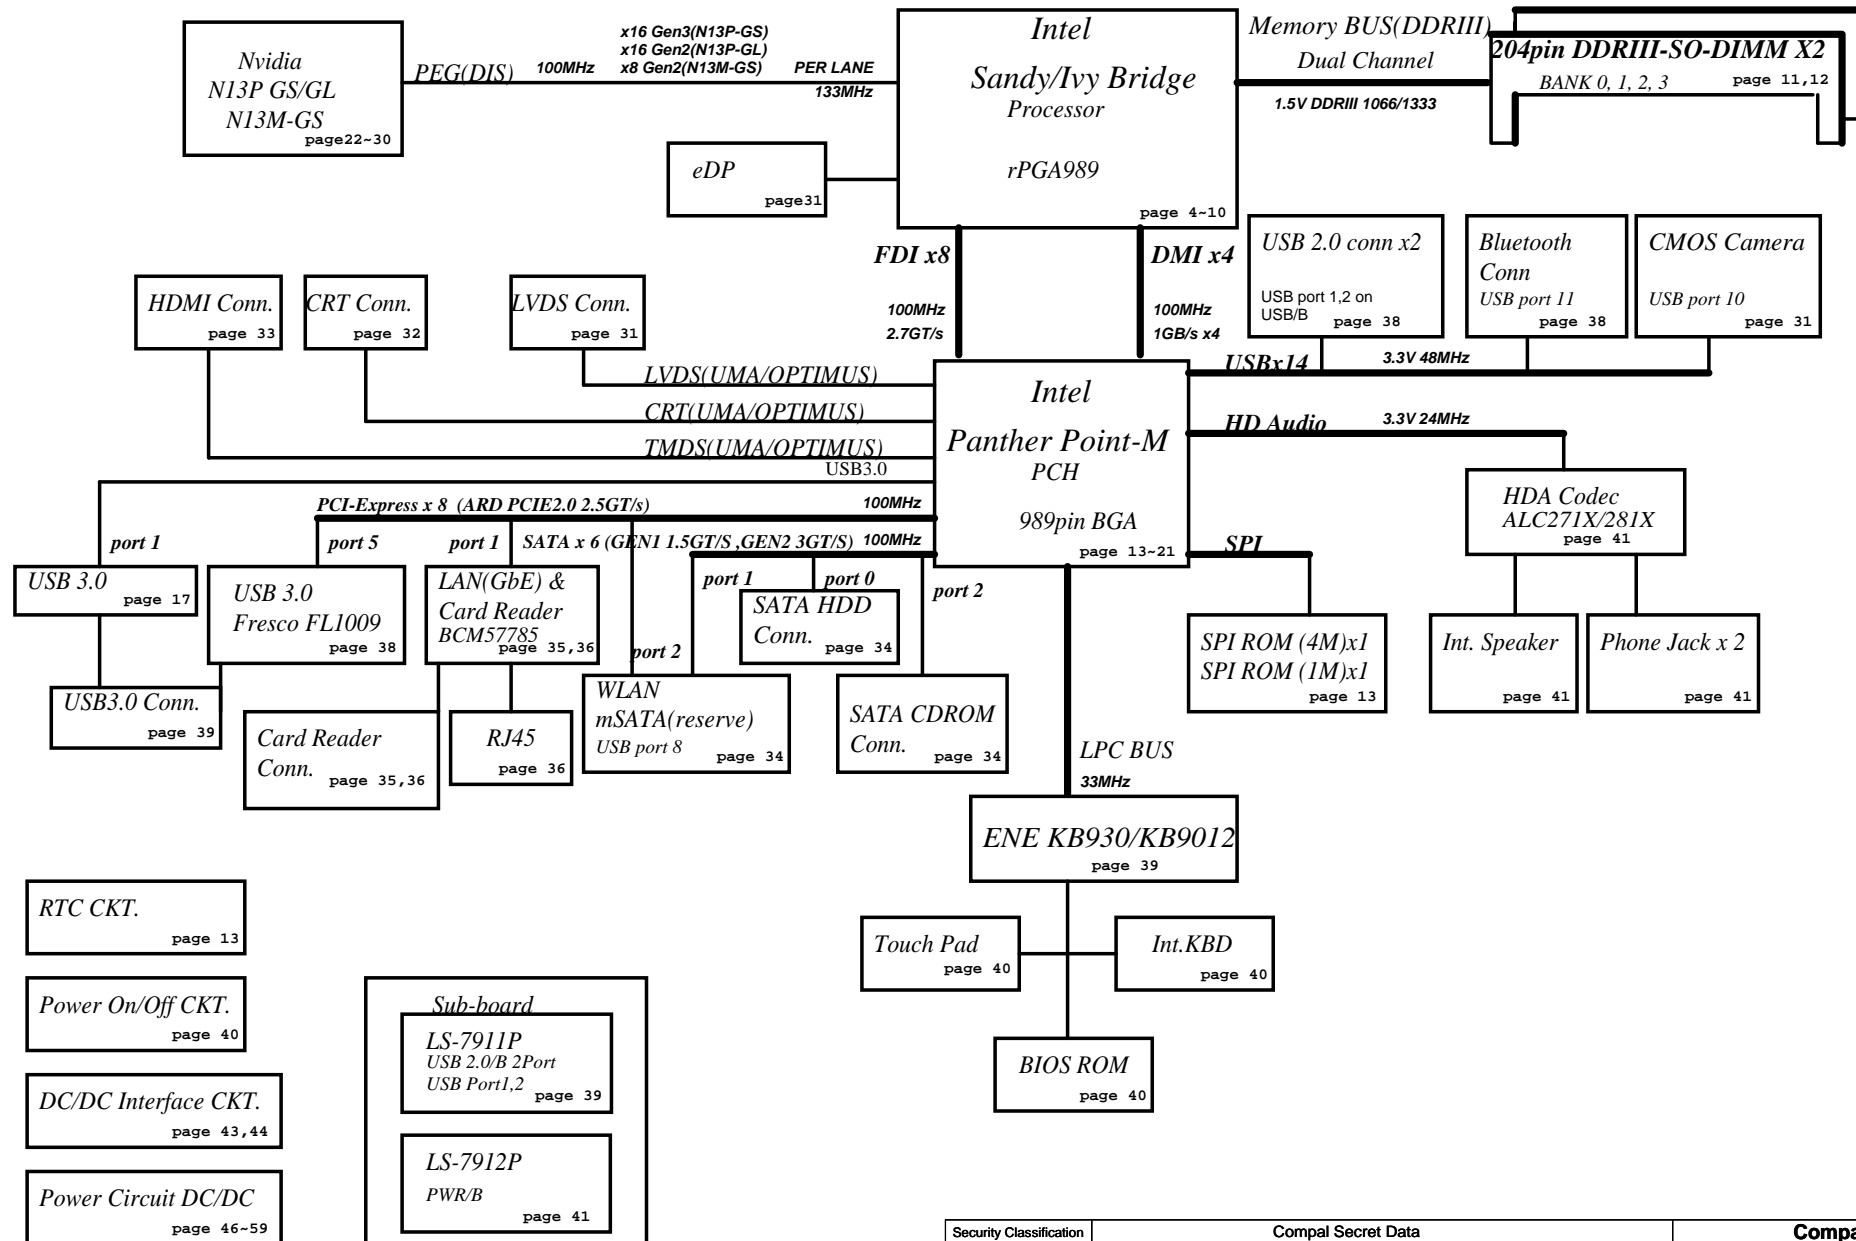 Nvidia
N13P GS/GL
N13M-GS
page22~30
PEG(DIS)
100MHz
x16 Gen3(N13P-GS)
x16 Gen2(N13P-GL)
x8 Gen2(N13M-GS)
PER LANE
133MHz
Intel
Sandy/Ivy Bridge
Processor
rPGA989
page 4~10
Memory BUS(DDRIII)
Dual Channel
1.5V DDRIII 1066/1333
204pin DDRIII-SO-DIMM X2
BANK 0, 1, 2, 3
page 11,12
eDP
page31
FDI x8
100MHz
2.7GT/s
DMI x4
100MHz
1GB/s x4
USB 2.0 conn x2
USB port 1,2 on
USB/B
page 38
Bluetooth
Conn
USB port 11
page 38
CMOS Camera
USB port 10
page 31
HDMI Conn.
page 33
CRT Conn.
page 32
LVDS Conn.
page 31
LVDS(UMA/OPTIMUS)
CRT(UMA/OPTIMUS)
TMDS(UMA/OPTIMUS)
USB3.0
Intel
Panther Point-M
PCH
989pin BGA
page 13~21
USBx14
3.3V 48MHz
HD Audio
3.3V 24MHz
SPI
PCI-Express x 8 (ARD PCIE2.0 2.5GT/s)
100MHz
SATA x 6 (GEN1 1.5GT/S ,GEN2 3GT/S)
100MHz
port 1
port 5
port 1
port 2
port 1
port 0
port 2
USB 3.0
page 17
USB 3.0
Fresco FL1009
page 38
LAN(GbE) &
Card Reader
BCM57785
page 35,36
SATA HDD
Conn.
page 34
HDA Codec
ALC271X/281X
page 41
SPI ROM (4M)x1
SPI ROM (1M)x1
page 13
Int. Speaker
page 41
Phone Jack x 2
page 41
USB3.0 Conn.
page 39
Card Reader
Conn.
page 35,36
RJ45
page 36
WLAN
mSATA(reserve)
USB port 8
page 34
SATA CDROM
Conn.
page 34
LPC BUS
33MHz
ENE KB930/KB9012
page 39
Touch Pad
page 40
Int.KBD
page 40
BIOS ROM
page 40
RTC CKT.
page 13
Power On/Off CKT.
page 40
DC/DC Interface CKT.
page 43,44
Power Circuit DC/DC
page 46~59
Sub-board
LS-7911P
USB 2.0/B 2Port
USB Port1,2
page 39
LS-7912P
PWR/B
page 41
Security Classification
Compal Secret Data
Compa